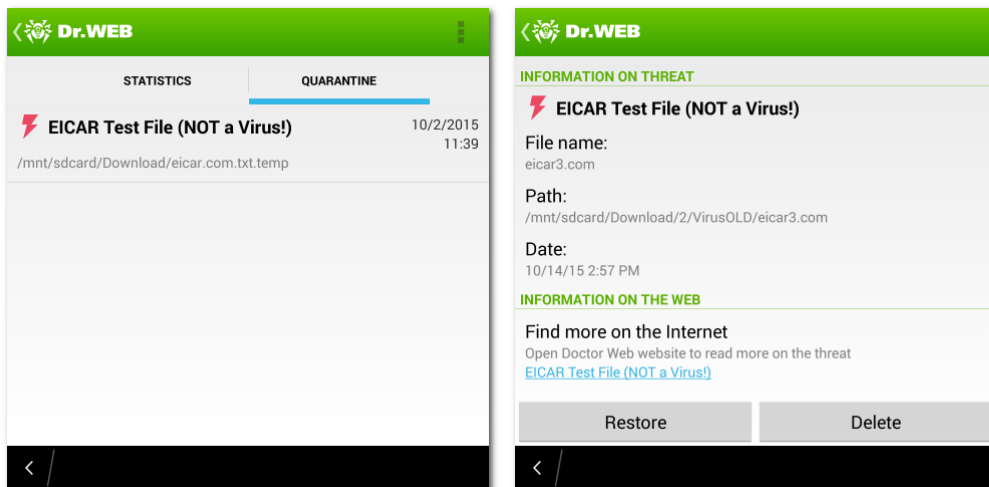 Dr.WEB
STATISTICS QUARANTINE
EICAR Test File (NOT a Virus!) 10/2/2015
11:39
/mnt/sdcard/Download/eicar.com.txt.temp
Dr.WEB
INFORMATION ON THREAT
EICAR Test File (NOT a Virus!)
File name:
eicar3.com
Path:
/mnt/sdcard/Download/2/VirusOLD/eicar3.com
Date:
10/14/15 2:57 PM
INFORMATION ON THE WEB
Find more on the Internet
Open Doctor Web website to read more on the threat
EICAR Test File (NOT a Virus!)
Restore Delete